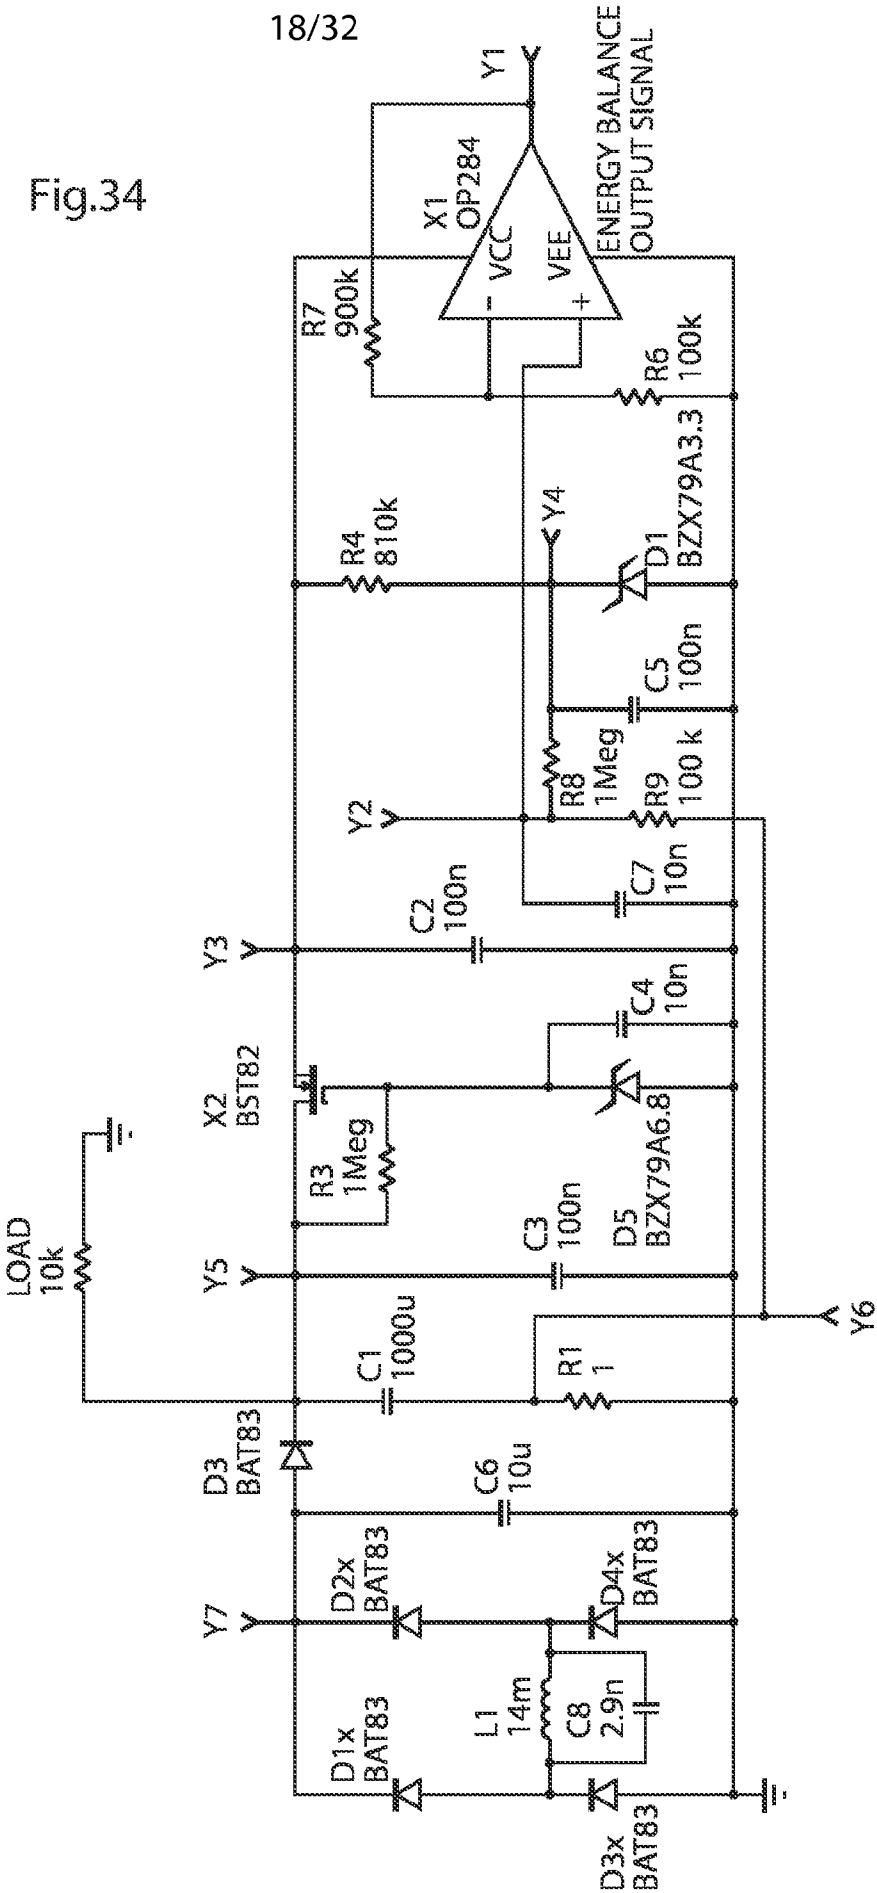 18/32
Fig.34
Y1
ENERGY BALANCE
OUTPUT SIGNAL
X1
OP284
VCC
VEE
-
+
R7
900k
R6
100k
R4
810k
Y4
D1
BZX79A3.3
C5
100n
R8
1Meg
R9
100 k
Y2
C7
10n
C2
100n
Y3
C4
10n
X2
BST82
R3
1Meg
D5
BZX79A6.8
LOAD
10k
Y5
C3
100n
Y6
C1
1000u
R1
1
D3
BAT83
C6
10u
Y7
D2x
BAT83
D4x
BAT83
L1
14m
C8
2.9n
D1x
BAT83
D3x
BAT83